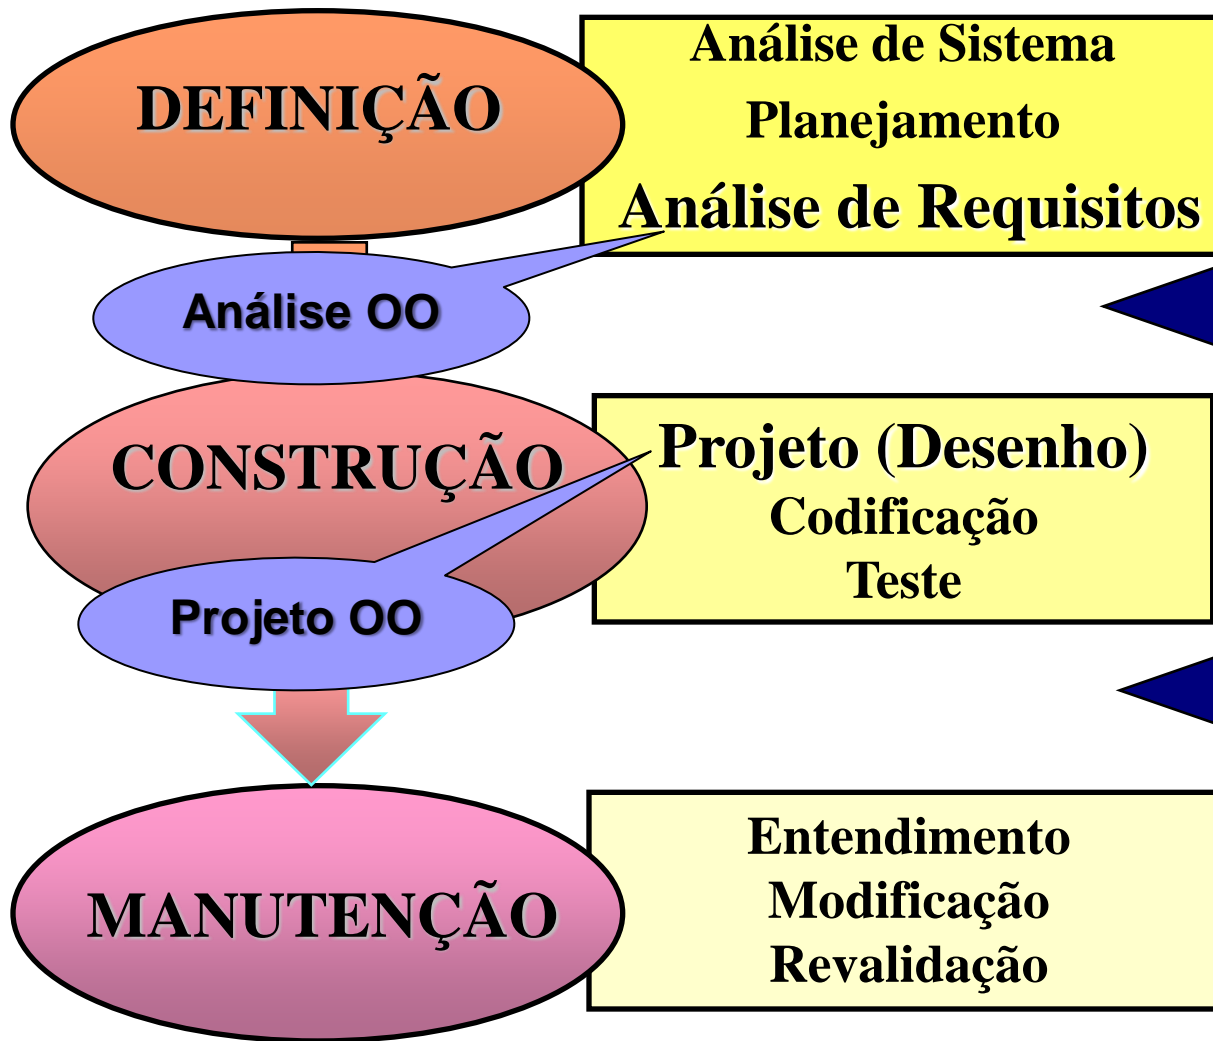 DEFINIÇÃO
Análise de Sistema
Planejamento
Análise de Requisitos
Análise OO
CONSTRUÇÃO
Projeto (Desenho)
Codificação
Teste
Projeto OO
MANUTENÇÃO
Entendimento
Modificação
Revalidação